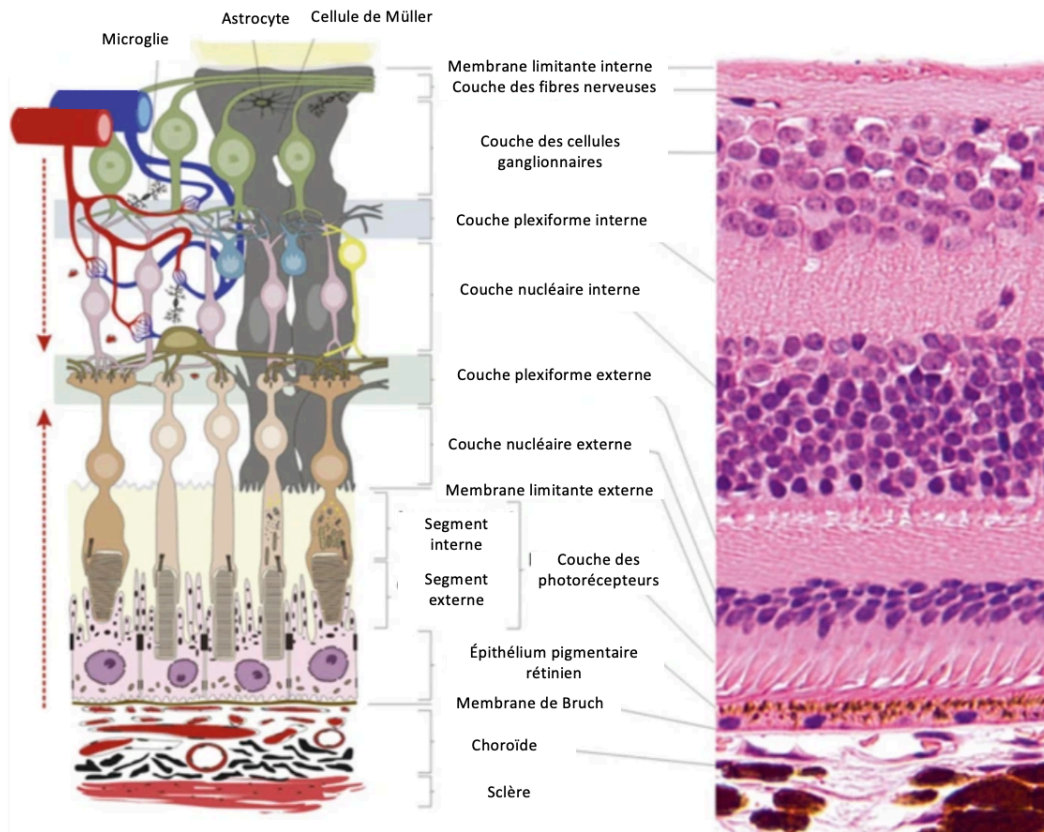 Astrocyte
Cellule de Müller
Microglie
Membrane limitante interne
Couche des fibres nerveuses
Couche des cellules
ganglionnaires
Couche plexiforme interne
Couche nucléaire interne
Couche plexiforme externe
Couche nucléaire externe
Membrane limitante externe
Segment
interne
Couche des
photorécepteurs
Segment
externe
Épithélium pigmentaire
rétinien
Membrane de Bruch
Choroïde
Sclère